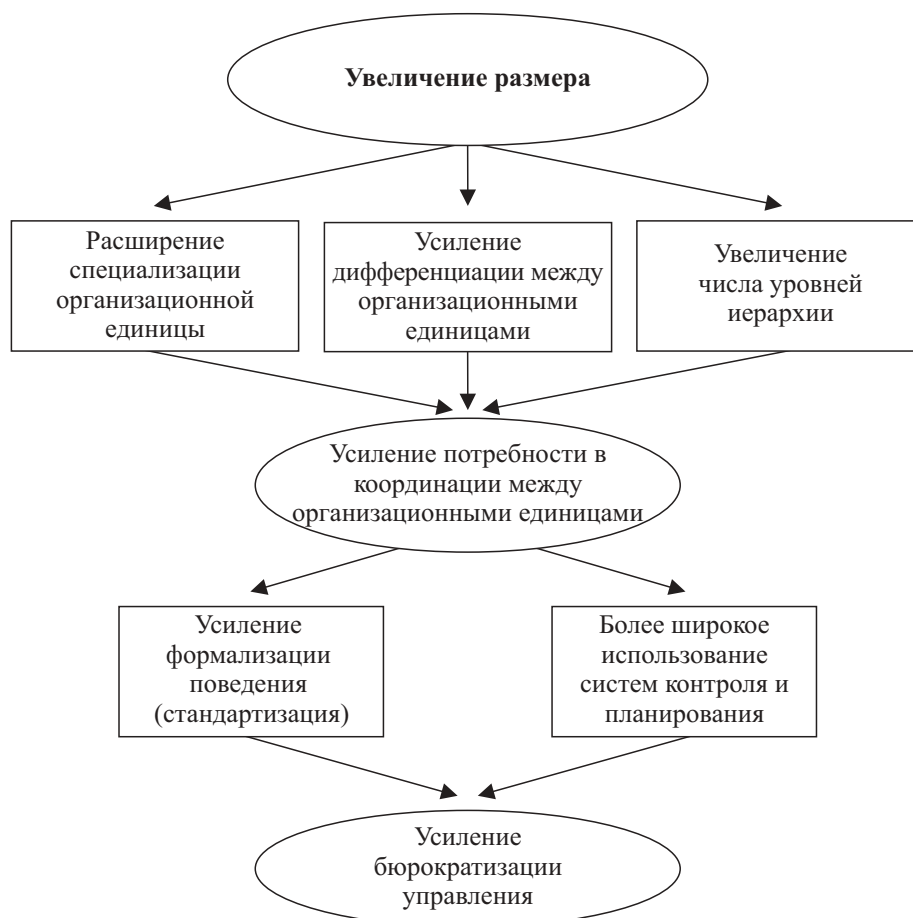 Увеличение размера
Расширение
специализации
организационной
единицы
Усиление
дифференциации между
организационными
единицами
Увеличение
числа уровней
иерархии
Усиление потребности в
координации между
организационными единицами
Усиление
формализации
поведения
(стандартизация)
Более широкое
использование
систем контроля и
планирования
Усиление
бюрократизации
управления